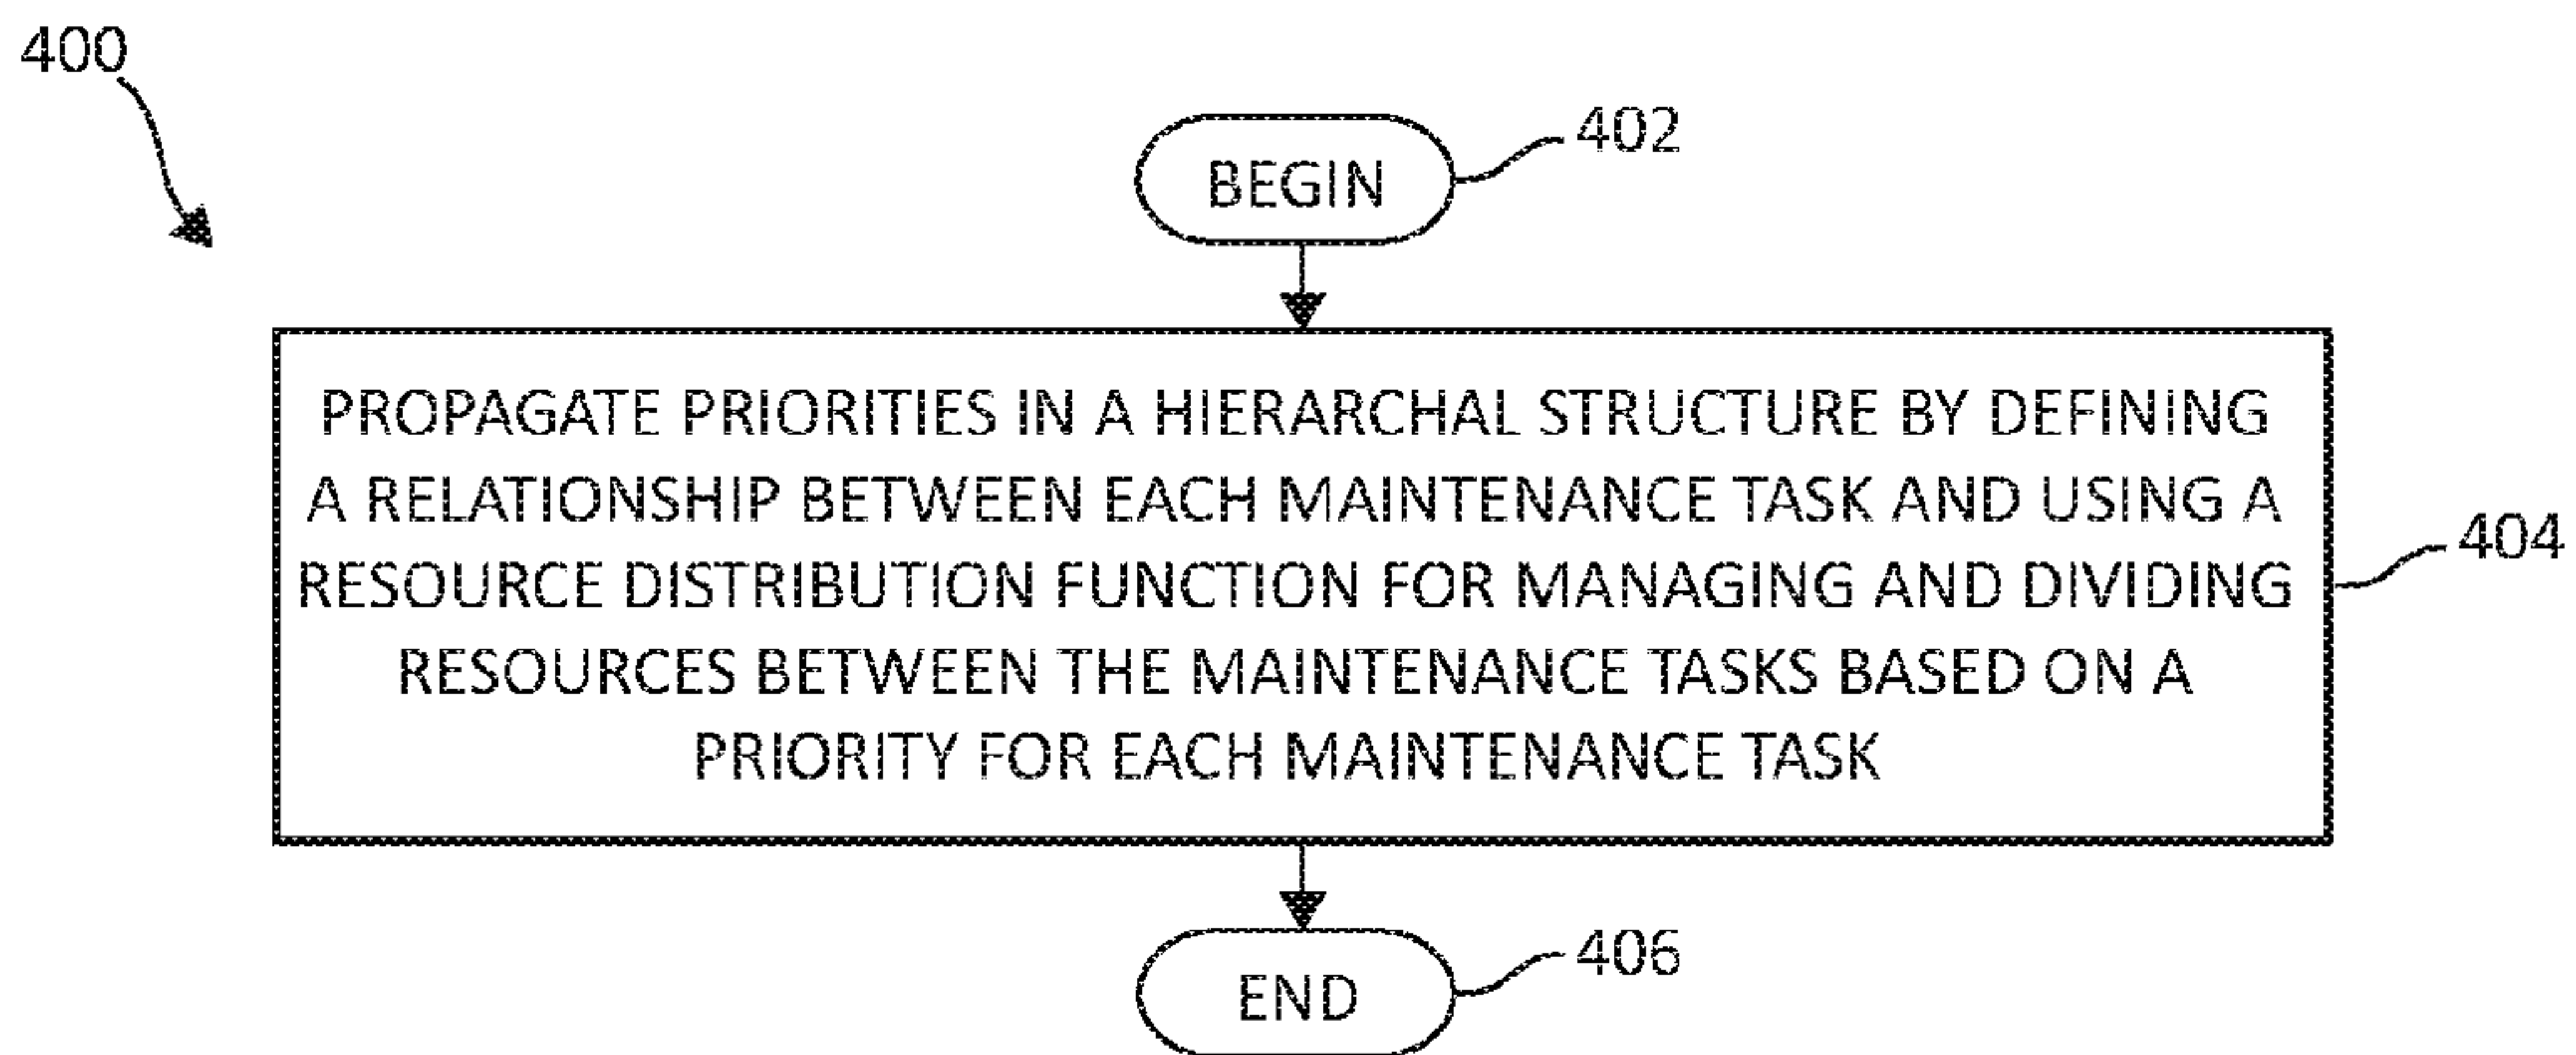 400
402
BEGIN
PROPAGATE PRIORITIES IN A HIERARCHAL STRUCTURE BY DEFINING
A RELATIONSHIP BETWEEN EACH MAINTENANCE TASK AND USING A
RESOURCE DISTRIBUTION FUNCTION FOR MANAGING AND DIVIDING
RESOURCES BETWEEN THE MAINTENANCE TASKS BASED ON A
PRIORITY FOR EACH MAINTENANCE TASK
404
406
END